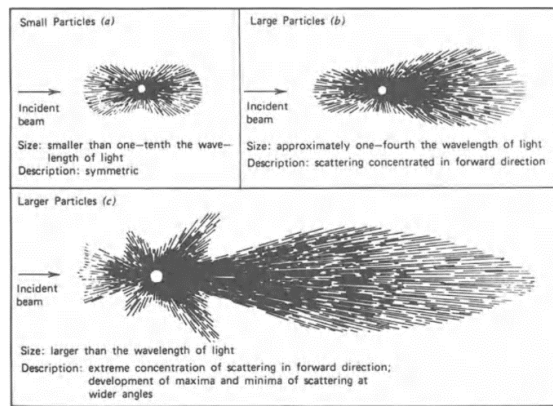 Small Particles (a)
Incident
beam
Size: smaller than one—tenth the wave—
length of light
Description: symmetric
Large Particles (b)
Incident
beam
Size: approximately one—fourth the wavelength of light
Description: scattering concentrated in forward direction
Larger Particles (c)
Incident
beam
Size: larger than the wavelength of light
Description: extreme concentration of scattering in forward direction;
development of maxima and minima of scattering at
wider angles